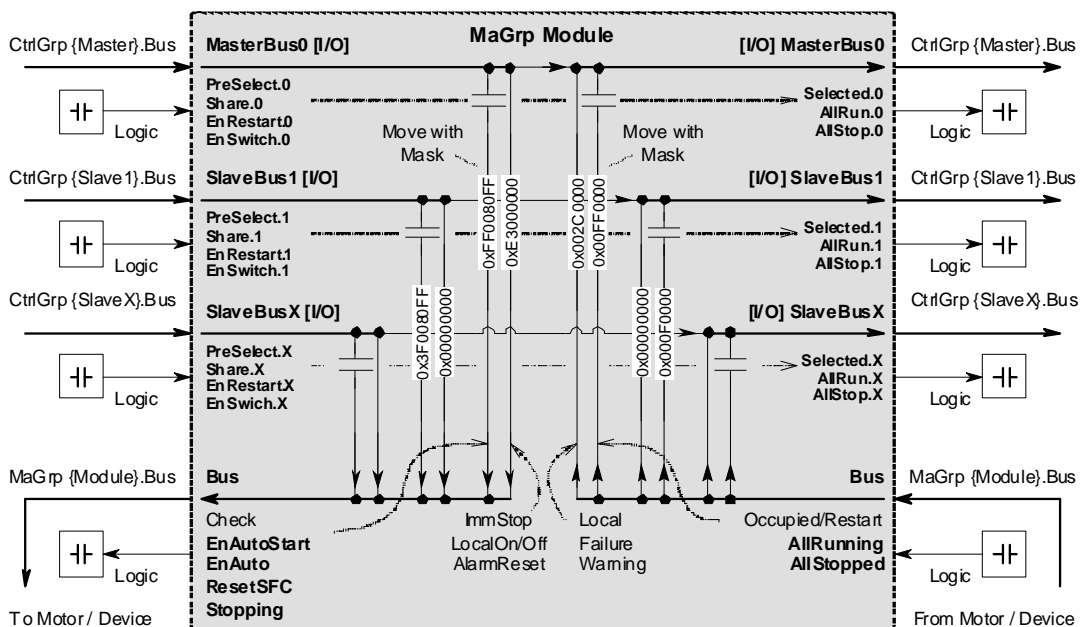 MaGrp Module
CtrlGrp {Master}.Bus
MasterBus0 [I/O]
[I/O] MasterBus0
CtrlGrp {Master}.Bus
PreSelect.0
Share.0
EnRestart.0
EnSwitch.0
Logic
Selected.0
AllRun.0
AllStop.0
Logic
Move with
Mask
Move with
Mask
0xFF0080FF
0xE3000000
0x002C0000
0x00FF0000
CtrlGrp {Slave1}.Bus
SlaveBus1 [I/O]
[I/O] SlaveBus1
CtrlGrp {Slave1}.Bus
PreSelect.1
Share.1
EnRestart.1
EnSwitch.1
Logic
Selected.1
AllRun.1
AllStop.1
Logic
0x3F0080FF
0x00000000
0x00000000
0x000F0000
CtrlGrp {SlaveX}.Bus
SlaveBusX [I/O]
[I/O] SlaveBusX
CtrlGrp {SlaveX}.Bus
PreSelect.X
Share.X
EnRestart.X
EnSwich.X
Logic
Selected.X
AllRun.X
AllStop.X
Logic
MaGrp {Module}.Bus
Bus
Bus
MaGrp {Module}.Bus
Check
EnAutoStart
EnAuto
ResetSFC
Stopping
Logic
ImmStop
LocalOn/Off
AlarmReset
Local
Failure
Warning
Occupied/Restart
AllRunning
AllStopped
Logic
To Motor / Device
From Motor / Device